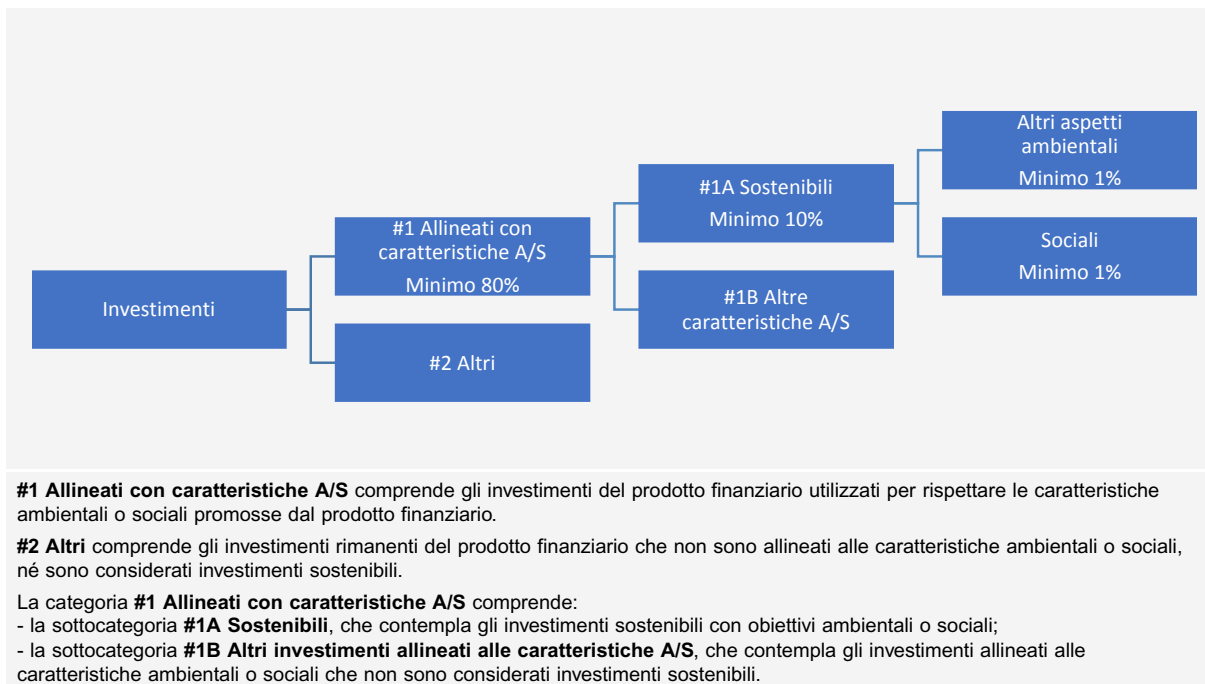 Investimenti
#1 Allineati con
caratteristiche A/S
Minimo 80%
#2 Altri
#1A Sostenibili
Minimo 10%
#1B Altre
caratteristiche A/S
Altri aspetti
ambientali
Minimo 1%
Sociali
Minimo 1%
#1 Allineati con caratteristiche A/S comprende gli investimenti del prodotto finanziario utilizzati per rispettare le caratteristiche
ambientali o sociali promosse dal prodotto finanziario.
#2 Altri comprende gli investimenti rimanenti del prodotto finanziario che non sono allineati alle caratteristiche ambientali o sociali,
né sono considerati investimenti sostenibili.
La categoria #1 Allineati con caratteristiche A/S comprende:
- la sottocategoria #1A Sostenibili, che contempla gli investimenti sostenibili con obiettivi ambientali o sociali;
- la sottocategoria #1B Altri investimenti allineati alle caratteristiche A/S, che contempla gli investimenti allineati alle
caratteristiche ambientali o sociali che non sono considerati investimenti sostenibili.